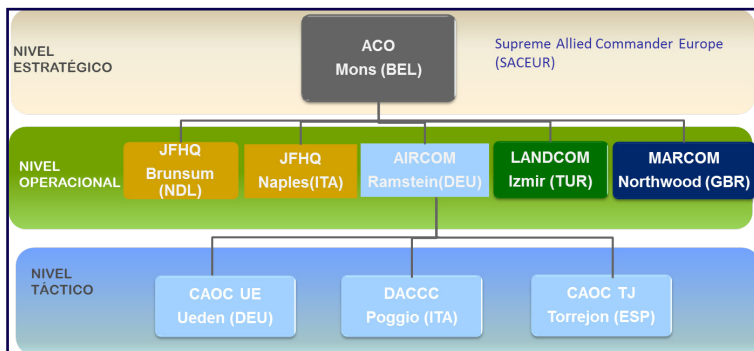 NIVEL
ESTRATÉGICO
ACO
Mons (BEL)
Supreme Allied Commander Europe
(SACEUR)
NIVEL
OPERACIONAL
JFHQ
Brunsum
(NDL)
JFHQ
Naples(ITA)
AIRCOM
Ramstein(DEU)
LANDCOM
Izmir (TUR)
MARCOM
Northwood (GBR)
NIVEL
TÁCTICO
CAOC UE
Ueden (DEU)
DACCC
Poggio (ITA)
CAOC TJ
Torrejon (ESP)